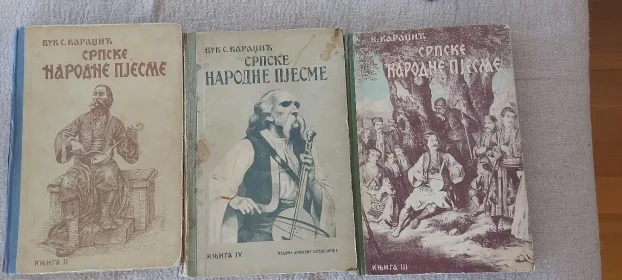 ВУК С. КАРАЏИЋ
СРПСКЕ
НАРОДНЕ ПЈЕСМЕ
КЊИГА II
ВУК С. КАРАЏИЋ
СРПСКЕ
НАРОДНЕ ПЈЕСМЕ
КЊИГА IV
В. КАРАЏИЋ
СРПСКЕ
НАРОДНЕ ПЈЕСМЕ
КЊИГА III